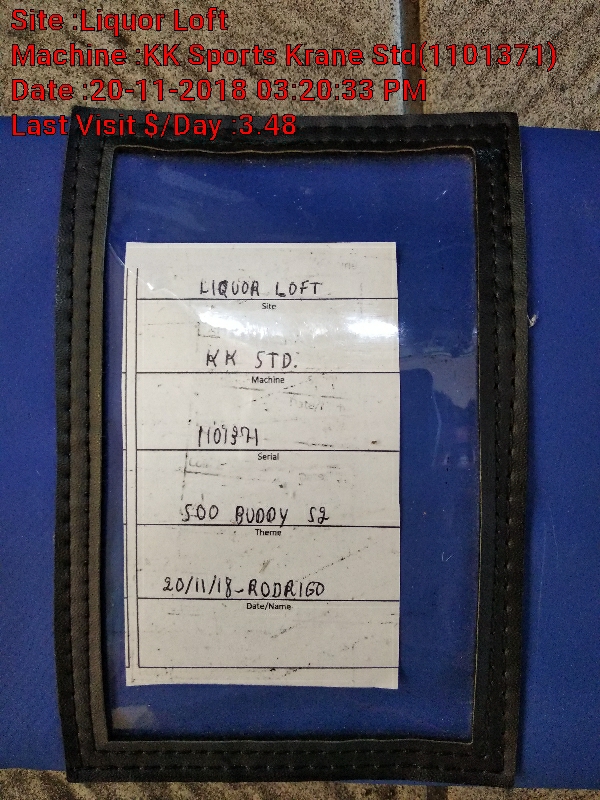 Site :Liquor Loft
Machine :KK Sports Krane Std(1101371)
Date :20-11-2018 03:20:33 PM
Last Visit $/Day :3.48
LIQUOR LOFT
Site
KK STD.
Machine
1101371
Serial
SOO BUDDY S2
Theme
20/11/18-RODRIGO
Date/Name